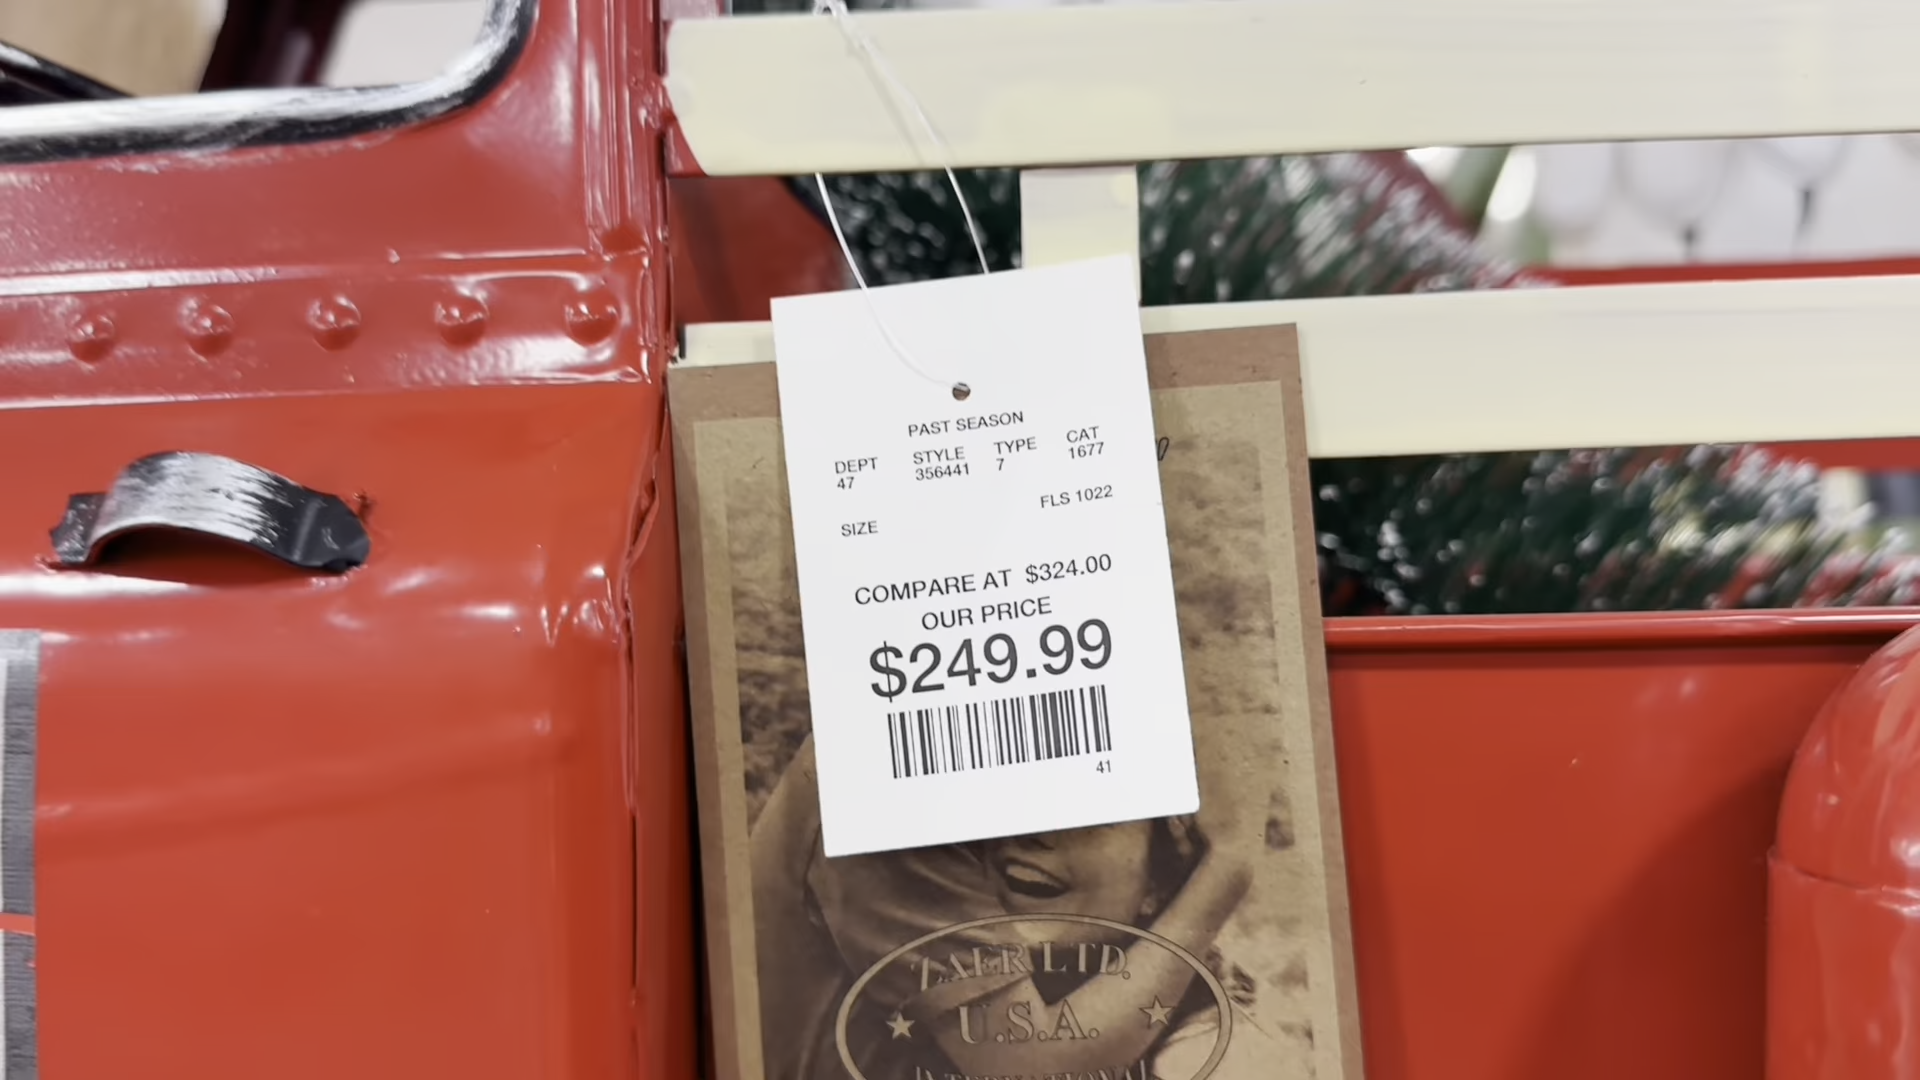 PAST SEASON
DEPT STYLE TYPE CAT
47 356441 7 1677
FLS 1022
SIZE
COMPARE AT $324.00
OUR PRICE
$249.99
41
ZAER LTD.
U.S.A.
INTERNATIONAL